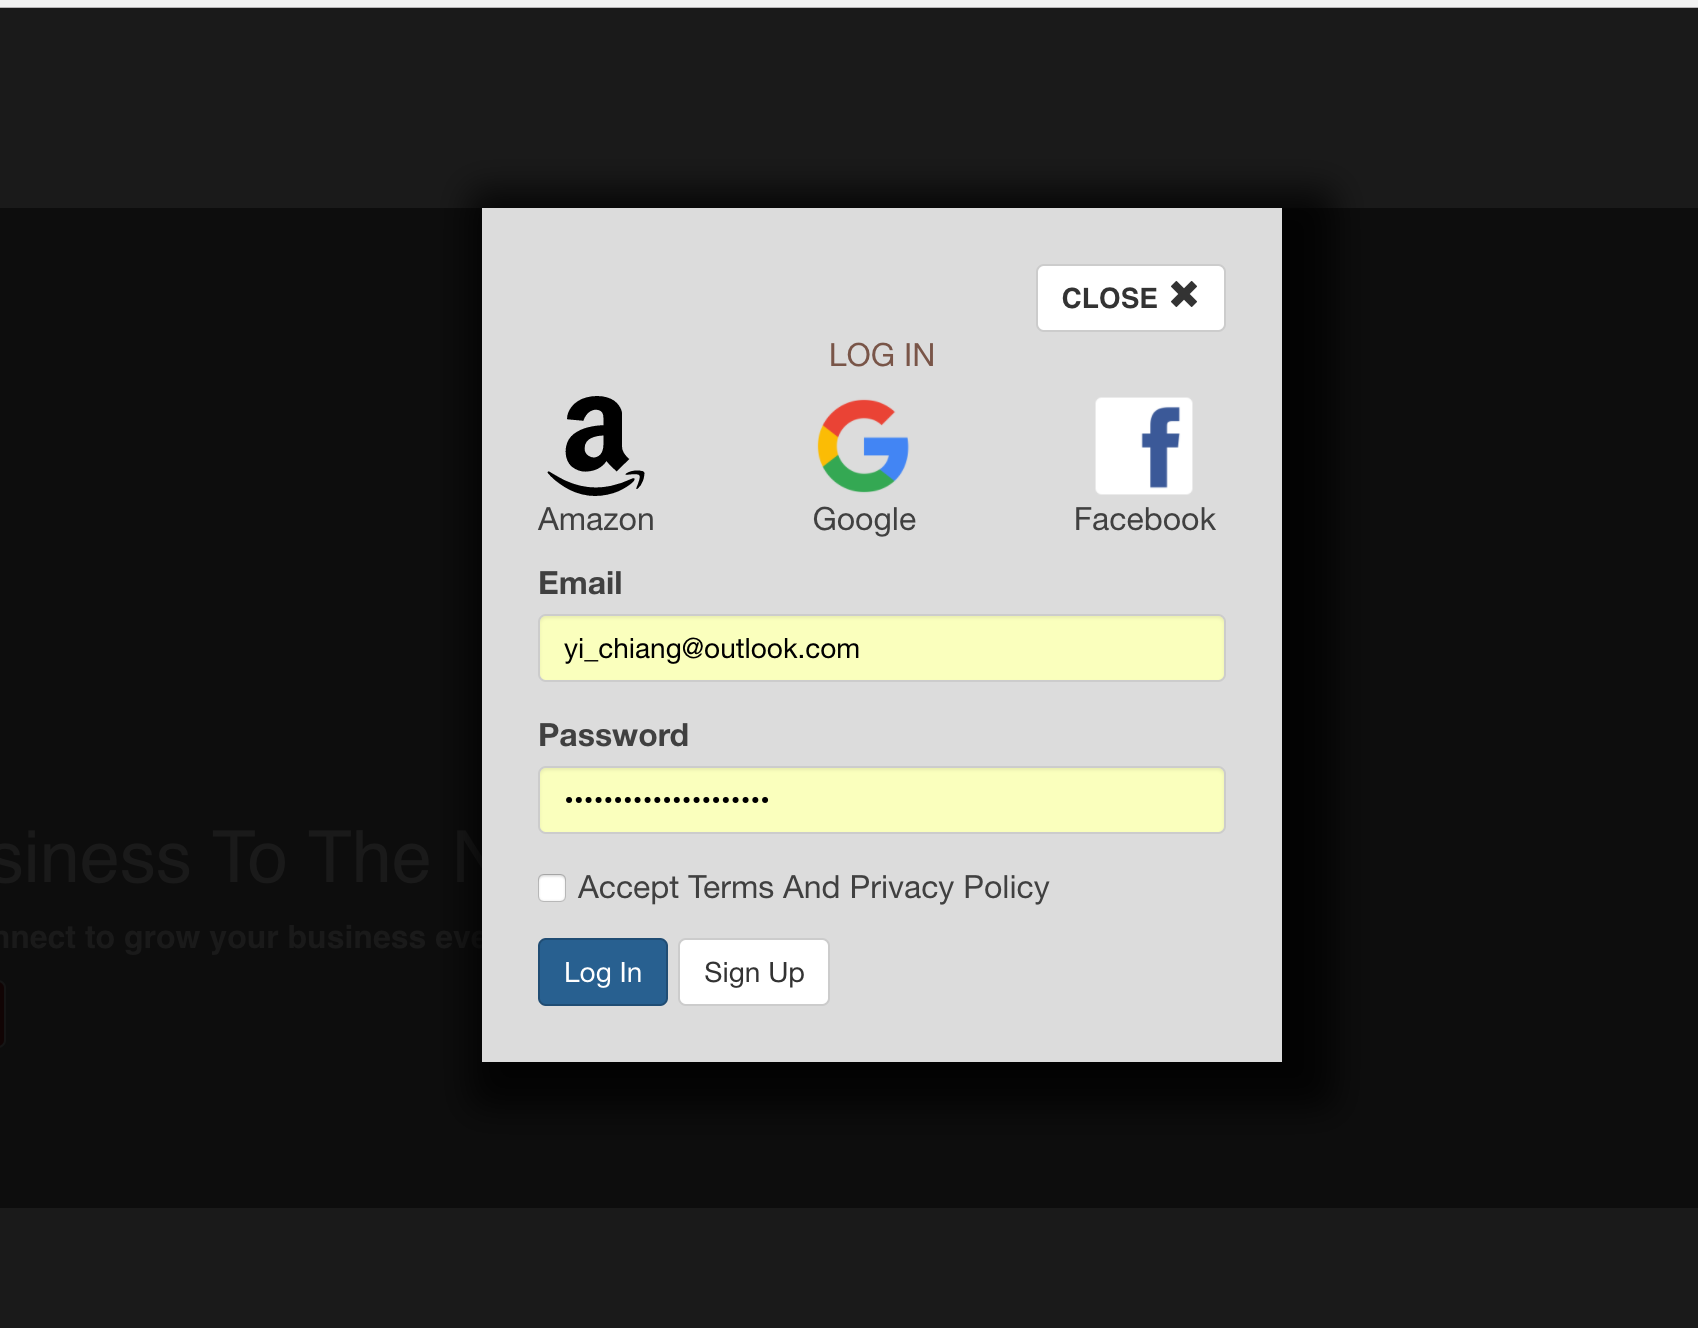 CLOSE ✖
LOG IN
Amazon Google Facebook
Email
yi_chiang@outlook.com
Password
•••••••••••••••••••••
Accept Terms And Privacy Policy
siness To The
nnect to grow your business
Log In Sign Up